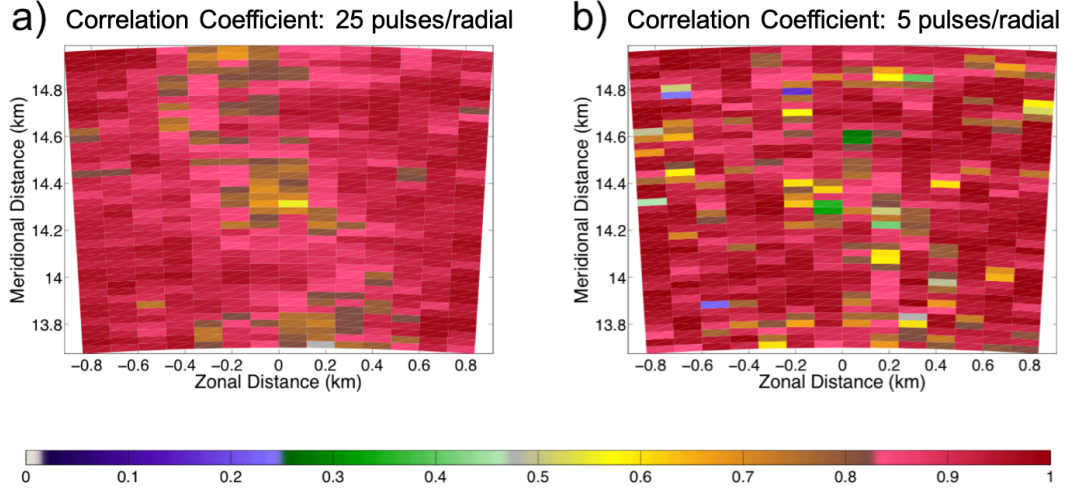 a) Correlation Coefficient: 25 pulses/radial
Meridional Distance (km)
14.8
14.6
14.4
14.2
14
13.8
−0.8 −0.6 −0.4 −0.2 0 0.2 0.4 0.6 0.8
Zonal Distance (km)
b) Correlation Coefficient: 5 pulses/radial
Meridional Distance (km)
14.8
14.6
14.4
14.2
14
13.8
−0.8 −0.6 −0.4 −0.2 0 0.2 0.4 0.6 0.8
Zonal Distance (km)
0 0.1 0.2 0.3 0.4 0.5 0.6 0.7 0.8 0.9 1